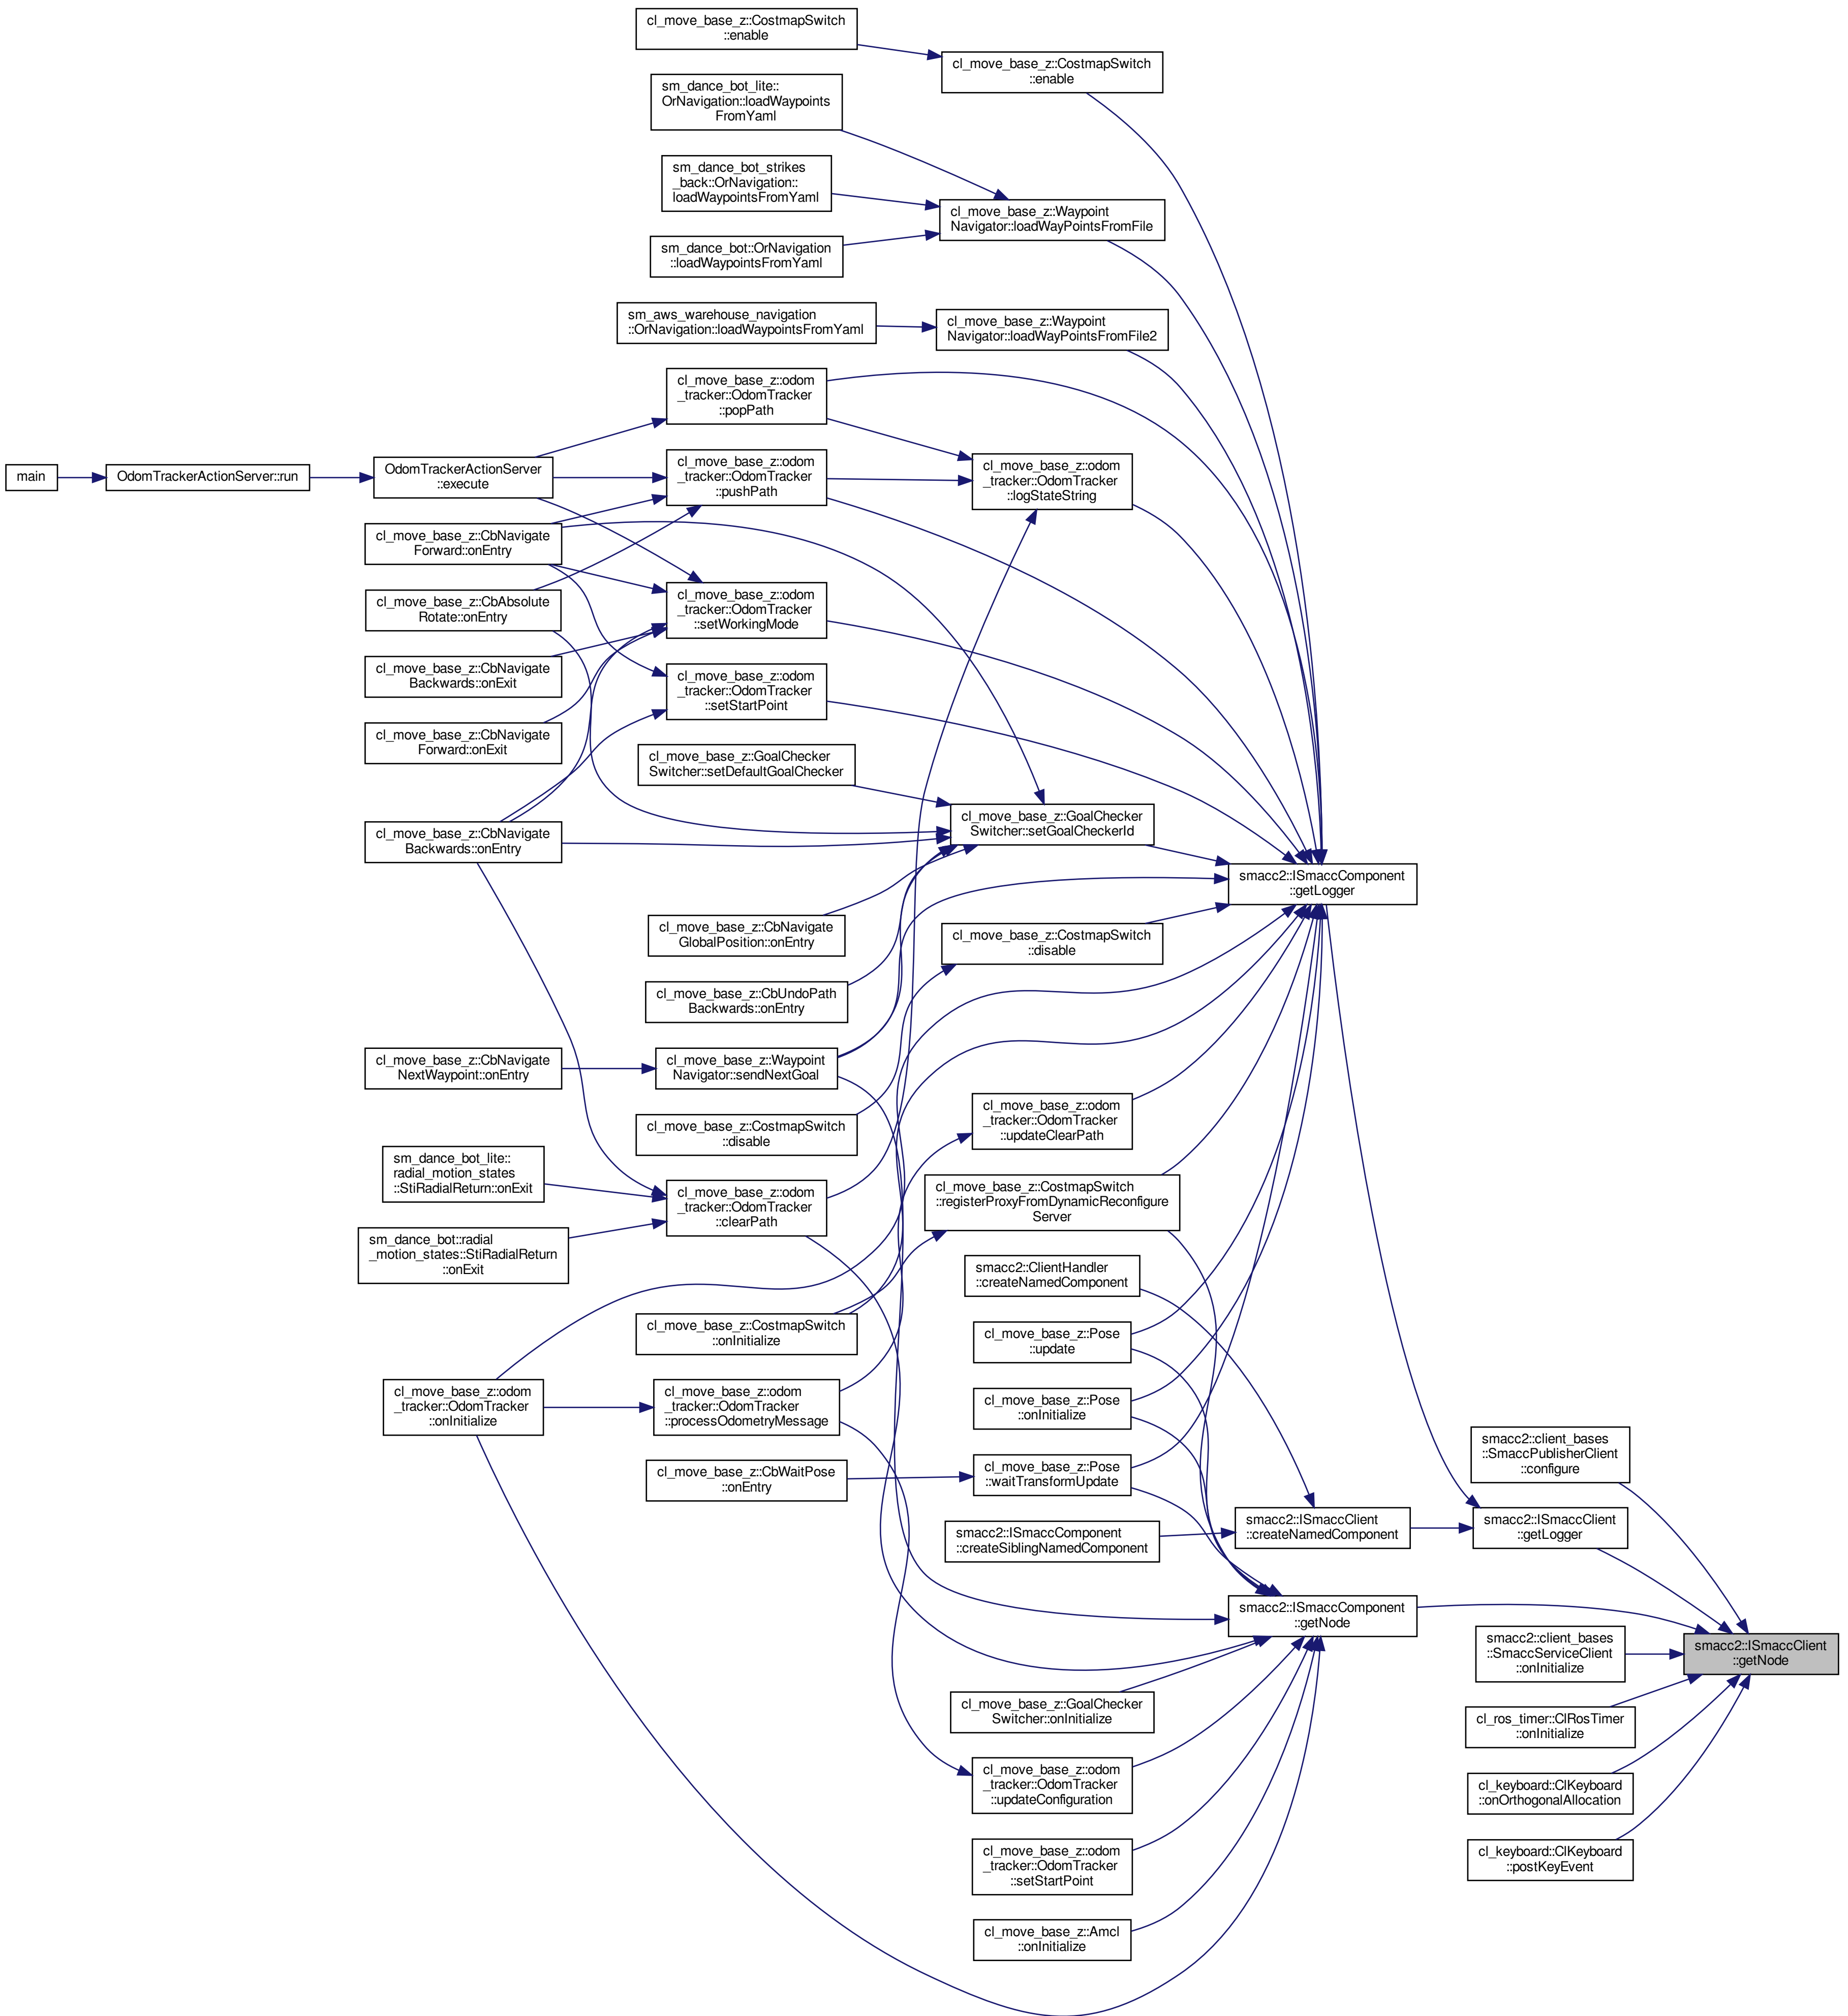 cl_move_base_z::CostmapSwitch
::enable
cl_move_base_z::CostmapSwitch
::enable
sm_dance_bot_lite::
OrNavigation::loadWaypoints
FromYaml
sm_dance_bot_strikes
_back::OrNavigation::
loadWaypointsFromYaml
cl_move_base_z::Waypoint
Navigator::loadWayPointsFromFile
sm_dance_bot::OrNavigation
::loadWaypointsFromYaml
sm_aws_warehouse_navigation
::OrNavigation::loadWaypointsFromYaml
cl_move_base_z::Waypoint
Navigator::loadWayPointsFromFile2
cl_move_base_z::odom
_tracker::OdomTracker
::popPath
main
OdomTrackerActionServer::run
OdomTrackerActionServer
::execute
cl_move_base_z::odom
_tracker::OdomTracker
::pushPath
cl_move_base_z::odom
_tracker::OdomTracker
::logStateString
cl_move_base_z::CbNavigate
Forward::onEntry
cl_move_base_z::CbAbsolute
Rotate::onEntry
cl_move_base_z::odom
_tracker::OdomTracker
::setWorkingMode
cl_move_base_z::CbNavigate
Backwards::onExit
cl_move_base_z::odom
_tracker::OdomTracker
::setStartPoint
cl_move_base_z::CbNavigate
Forward::onExit
cl_move_base_z::GoalChecker
Switcher::setDefaultGoalChecker
cl_move_base_z::GoalChecker
Switcher::setGoalCheckerId
cl_move_base_z::CbNavigate
Backwards::onEntry
smacc2::ISmaccComponent
::getLogger
cl_move_base_z::CbNavigate
GlobalPosition::onEntry
cl_move_base_z::CostmapSwitch
::disable
cl_move_base_z::CbUndoPath
Backwards::onEntry
cl_move_base_z::CbNavigate
NextWaypoint::onEntry
cl_move_base_z::Waypoint
Navigator::sendNextGoal
cl_move_base_z::CostmapSwitch
::disable
cl_move_base_z::odom
_tracker::OdomTracker
::updateClearPath
sm_dance_bot_lite::
radial_motion_states
::StiRadialReturn::onExit
cl_move_base_z::odom
_tracker::OdomTracker
::clearPath
cl_move_base_z::CostmapSwitch
::registerProxyFromDynamicReconfigure
Server
sm_dance_bot::radial
_motion_states::StiRadialReturn
::onExit
smacc2::ClientHandler
::createNamedComponent
cl_move_base_z::CostmapSwitch
::onInitialize
cl_move_base_z::Pose
::update
cl_move_base_z::odom
_tracker::OdomTracker
::onInitialize
cl_move_base_z::odom
_tracker::OdomTracker
::processOdometryMessage
cl_move_base_z::Pose
::onInitialize
smacc2::client_bases
::SmaccPublisherClient
::configure
cl_move_base_z::CbWaitPose
::onEntry
cl_move_base_z::Pose
::waitTransformUpdate
smacc2::ISmaccComponent
::createSiblingNamedComponent
smacc2::ISmaccClient
::createNamedComponent
smacc2::ISmaccClient
::getLogger
smacc2::ISmaccComponent
::getNode
smacc2::client_bases
::SmaccServiceClient
::onInitialize
smacc2::ISmaccClient
::getNode
cl_move_base_z::GoalChecker
Switcher::onInitialize
cl_ros_timer::ClRosTimer
::onInitialize
cl_move_base_z::odom
_tracker::OdomTracker
::updateConfiguration
cl_keyboard::ClKeyboard
::onOrthogonalAllocation
cl_move_base_z::odom
_tracker::OdomTracker
::setStartPoint
cl_keyboard::ClKeyboard
::postKeyEvent
cl_move_base_z::Amcl
::onInitialize